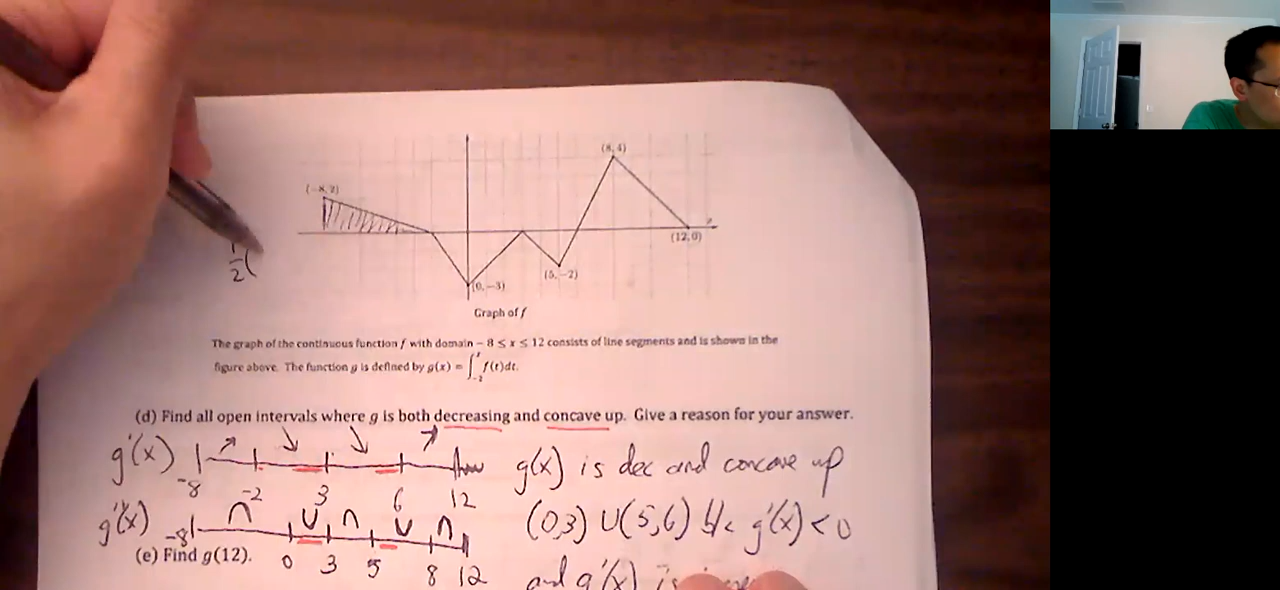 (8, 4)
(-8, 2)
(12,0)
(5,-2)
(0,-3)
1/2(
Graph of f
The graph of the continuous function f with domain - 8 ≤ x ≤ 12 consists of line segments and is shown in the
figure above. The function g is defined by g(x) = ∫_{-2}^{x} f(t)dt.
(d) Find all open intervals where g is both decreasing and concave up. Give a reason for your answer.
g'(x)
-8 -2 3 6 12
g(x) is dec and concave up
g''(x) -8
0 3 5 8 12
(0,3) U(5,6) b/c g'(x) < 0
(e) Find g(12).
and g'(x) is